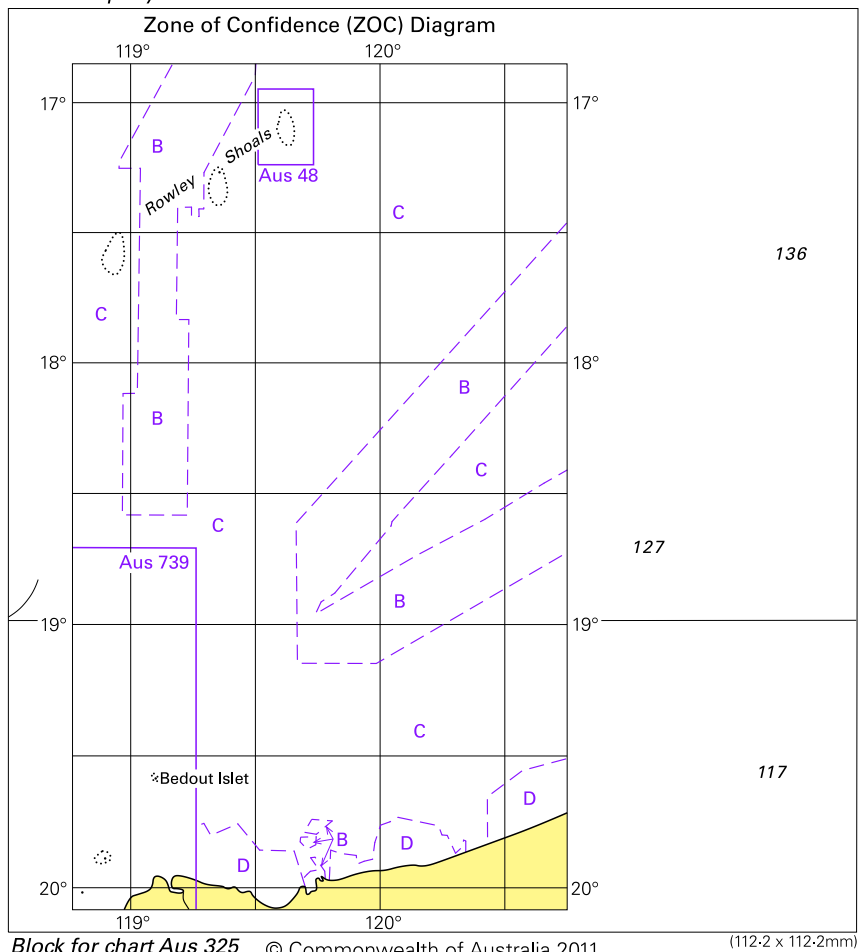 Zone of Confidence (ZOC) Diagram
119° 120°
17° 17°
B
Rowley Shoals
Aus 48
C
136
C
18° 18°
B
B
C
C
127
Aus 739
B
19° 19°
C
117
Bedout Islet
D
B
D
D
20° 20°
119° 120°
Block for chart Aus 325 © Commonwealth of Australia 2011 (112·2 x 112·2mm)